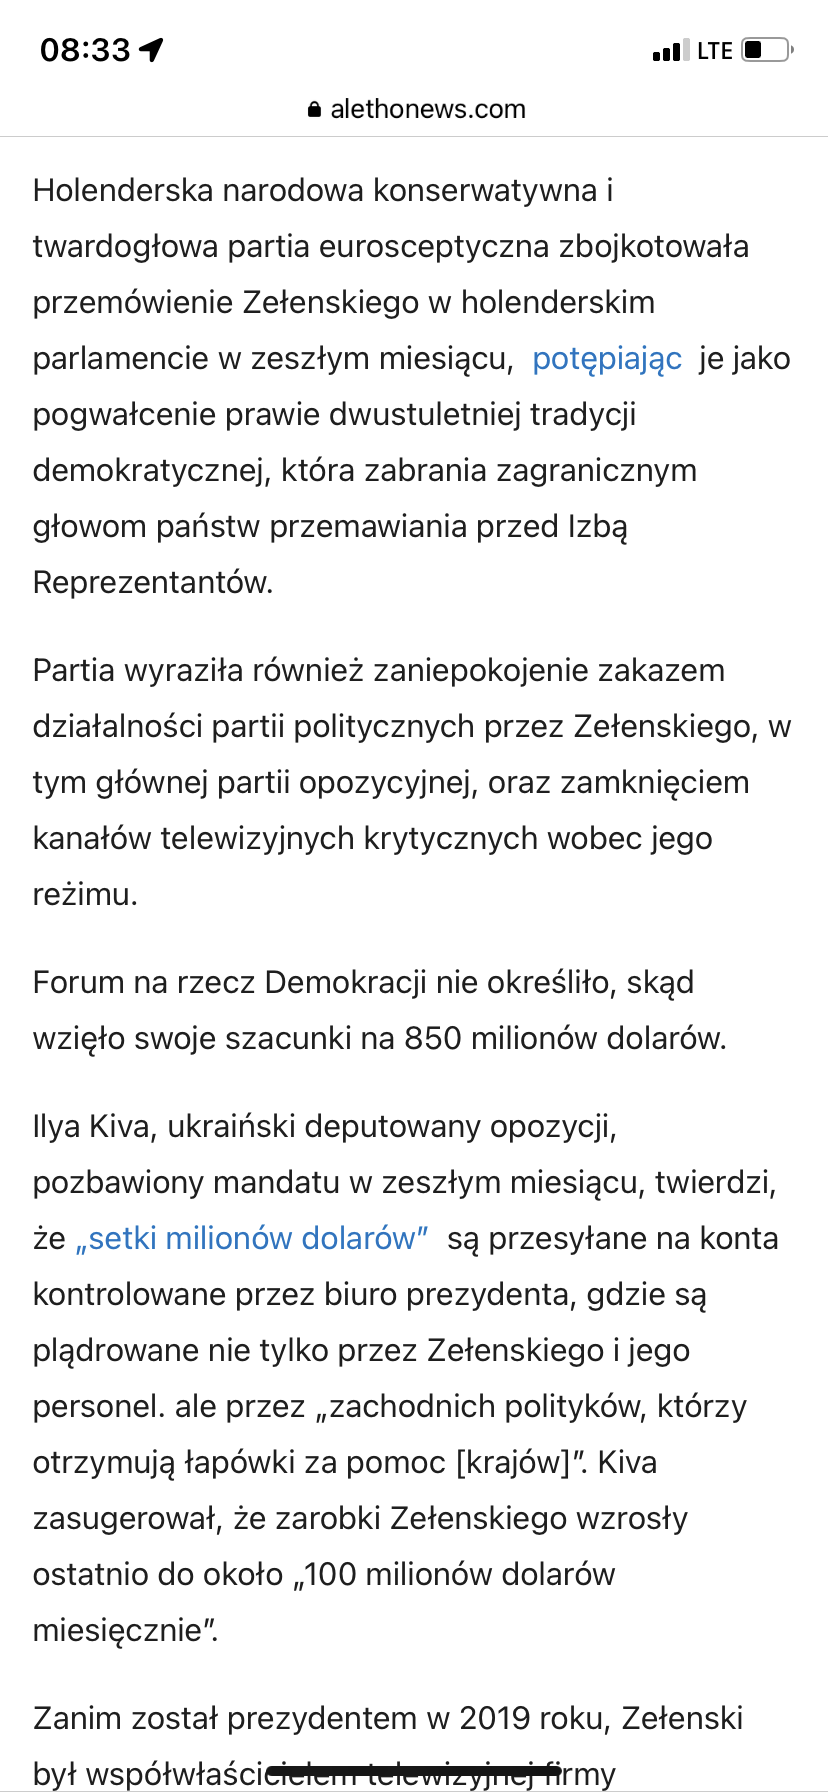 08:33
LTE
alethonews.com
Holenderska narodowa konserwatywna i
twardogłowa partia eurosceptyczna zbojkotowała
przemówienie Zełenskiego w holenderskim
parlamencie w zeszłym miesiącu, potępiając je jako
pogwałcenie prawie dwustuletniej tradycji
demokratycznej, która zabrania zagranicznym
głowom państw przemawiania przed Izbą
Reprezentantów.
Partia wyraziła również zaniepokojenie zakazem
działalności partii politycznych przez Zełenskiego, w
tym głównej partii opozycyjnej, oraz zamknięciem
kanałów telewizyjnych krytycznych wobec jego
reżimu.
Forum na rzecz Demokracji nie określiło, skąd
wzięło swoje szacunki na 850 milionów dolarów.
Ilya Kiva, ukraiński deputowany opozycji,
pozbawiony mandatu w zeszłym miesiącu, twierdzi,
że „setki milionów dolarów” są przesyłane na konta
kontrolowane przez biuro prezydenta, gdzie są
plądrowane nie tylko przez Zełenskiego i jego
personel. ale przez „zachodnich polityków, którzy
otrzymują łapówki za pomoc [krajów]”. Kiva
zasugerował, że zarobki Zełenskiego wzrosły
ostatnio do około „100 milionów dolarów
miesięcznie”.
Zanim został prezydentem w 2019 roku, Zełenski
był współwłaścicielem telewizyjnej firmy